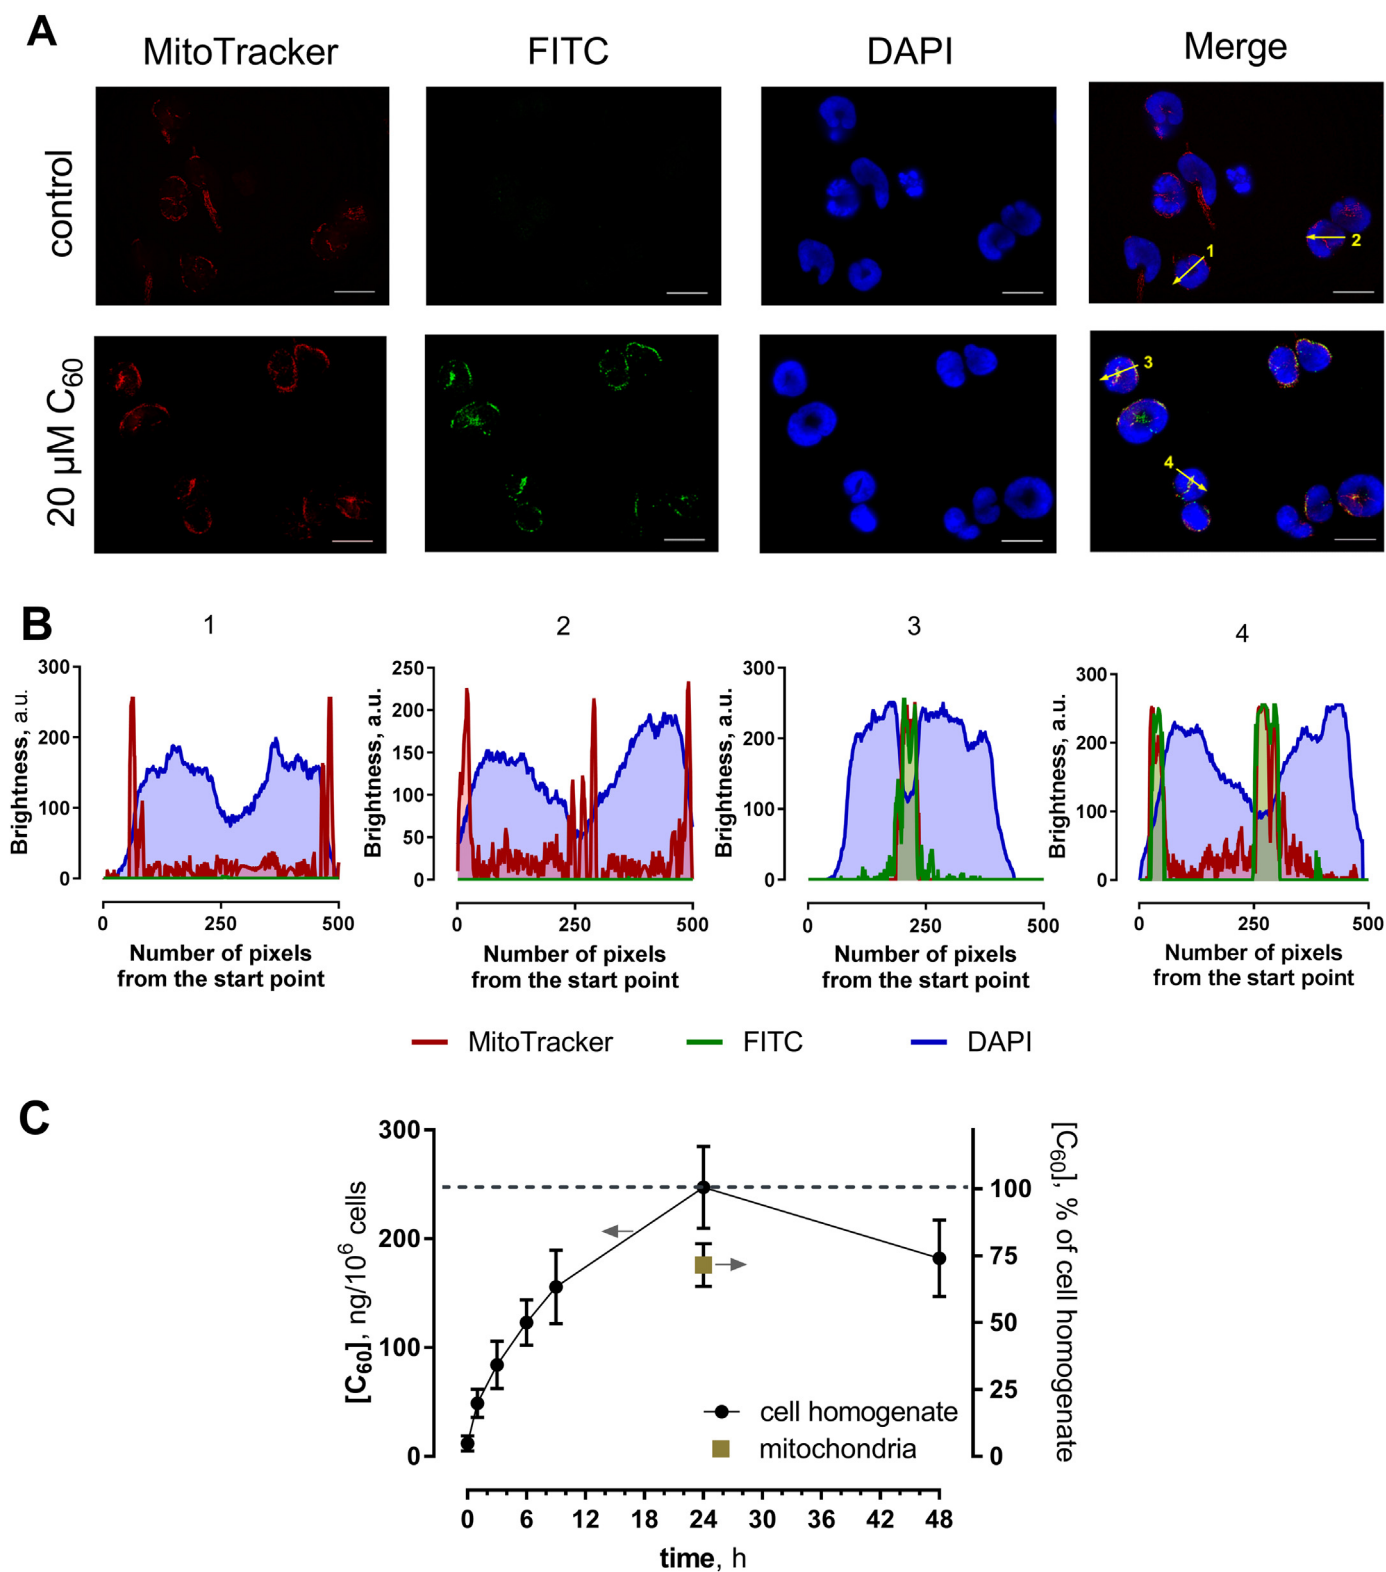 A
MitoTracker
FITC
DAPI
Merge
control
1
2
20 µM C60
3
4
B
1
2
3
4
Brightness, a.u.
300
200
100
0
0
250
500
Number of pixels
from the start point
Brightness, a.u.
250
200
150
100
50
0
0
250
500
Number of pixels
from the start point
Brightness, a.u.
300
200
100
0
0
250
500
Number of pixels
from the start point
Brightness, a.u.
300
200
100
0
0
250
500
Number of pixels
from the start point
MitoTracker
FITC
DAPI
C
[C60], ng/10^6 cells
300
200
100
0
[C60], % of cell homogenate
100
75
50
25
0
cell homogenate
mitochondria
0 6 12 18 24 30 36 42 48
time, h